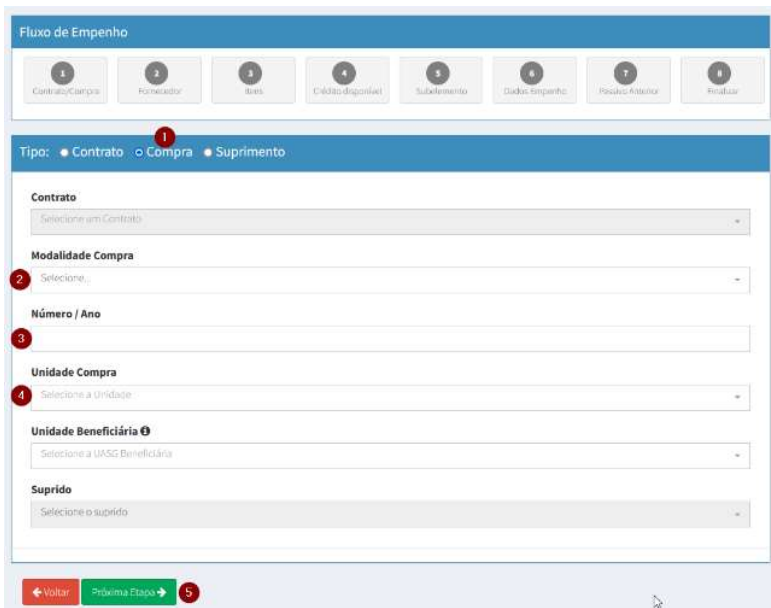 Fluxo de Empenho
1 2 3 4 5 6 7 8
Contrato/Compra Fornecedor Itens Crédito disponível Subelemento Dados Empenho Passivo Anterior Finalizar
1
Tipo: Contrato Compra Suprimento
Contrato
Selecione um Contrato
Modalidade Compra
2 Selecione...
Número / Ano
3
Unidade Compra
4 Selecione a Unidade
Unidade Beneficiária
Selecione a UASG Beneficiária
Suprido
Selecione o suprido
Voltar Próxima Etapa 5